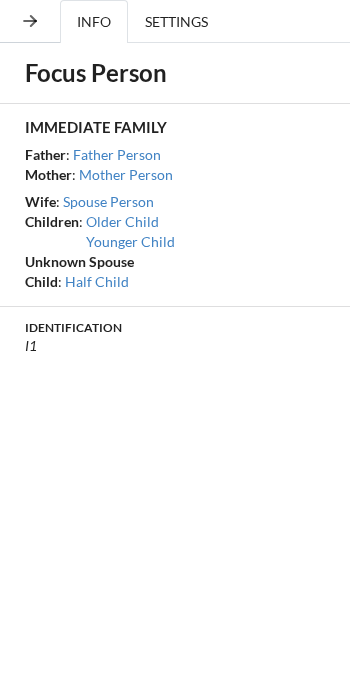 INFO SETTINGS
Focus Person
IMMEDIATE FAMILY
Father: Father Person
Mother: Mother Person
Wife: Spouse Person
Children: Older Child
Younger Child
Unknown Spouse
Child: Half Child
IDENTIFICATION
I1